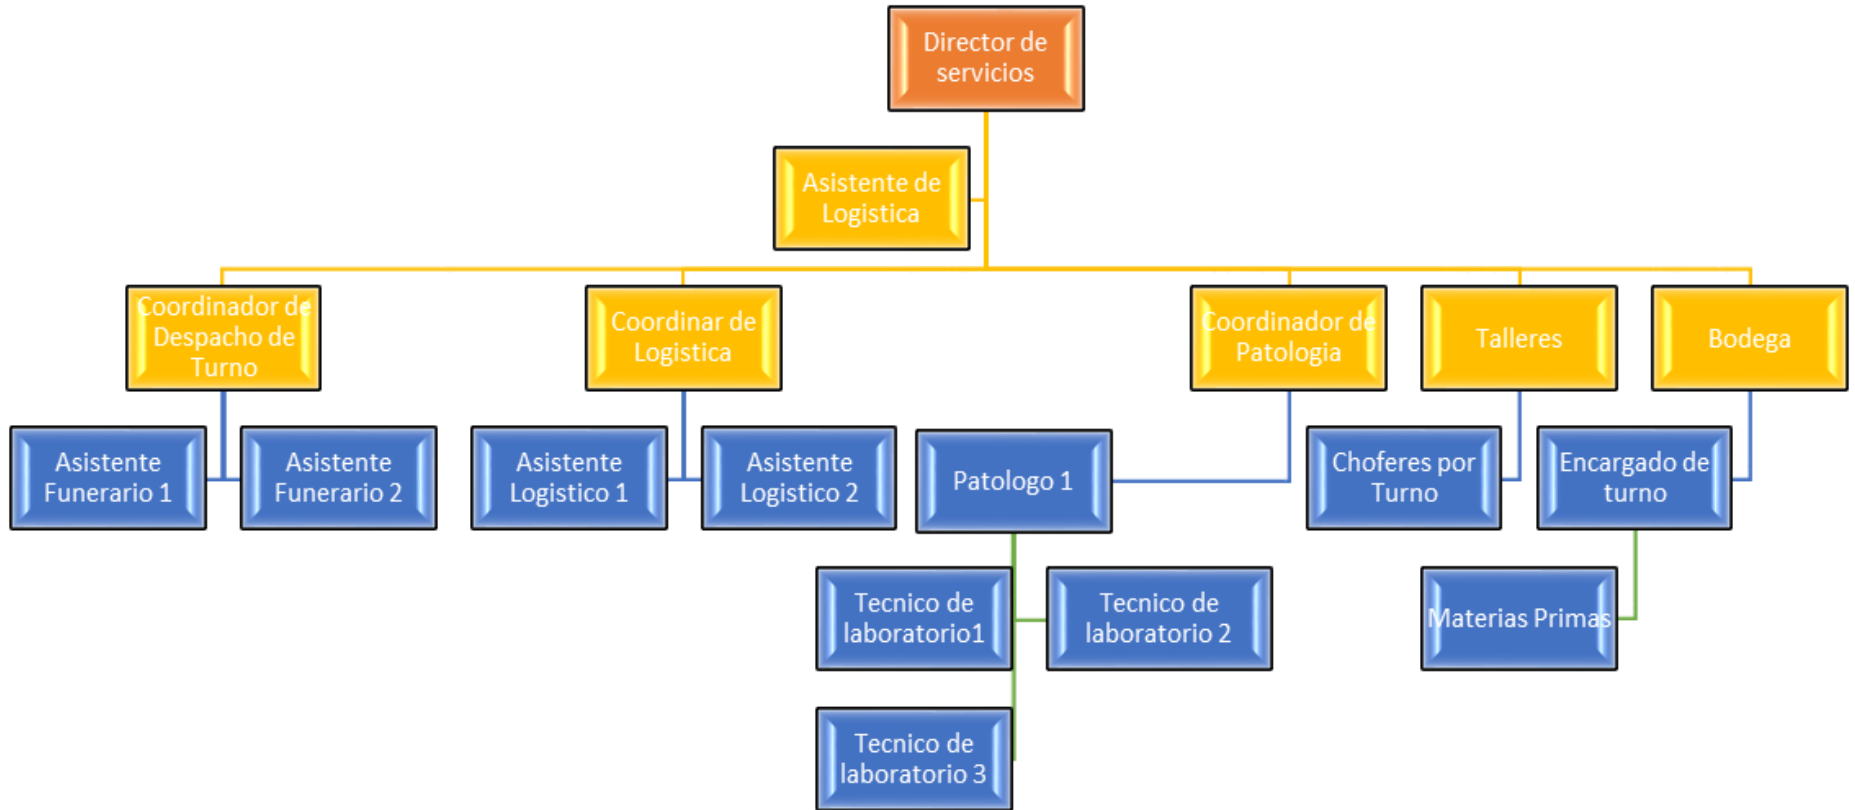 Director de
servicios
Asistente de
Logistica
Coordinador de
Despacho de
Turno
Coordinar de
Logistica
Coordinador de
Patologia
Talleres
Bodega
Asistente
Funerario 1
Asistente
Funerario 2
Asistente
Logistico 1
Asistente
Logistico 2
Patologo 1
Choferes por
Turno
Encargado de
turno
Tecnico de
laboratorio1
Tecnico de
laboratorio 2
Materias Primas
Tecnico de
laboratorio 3